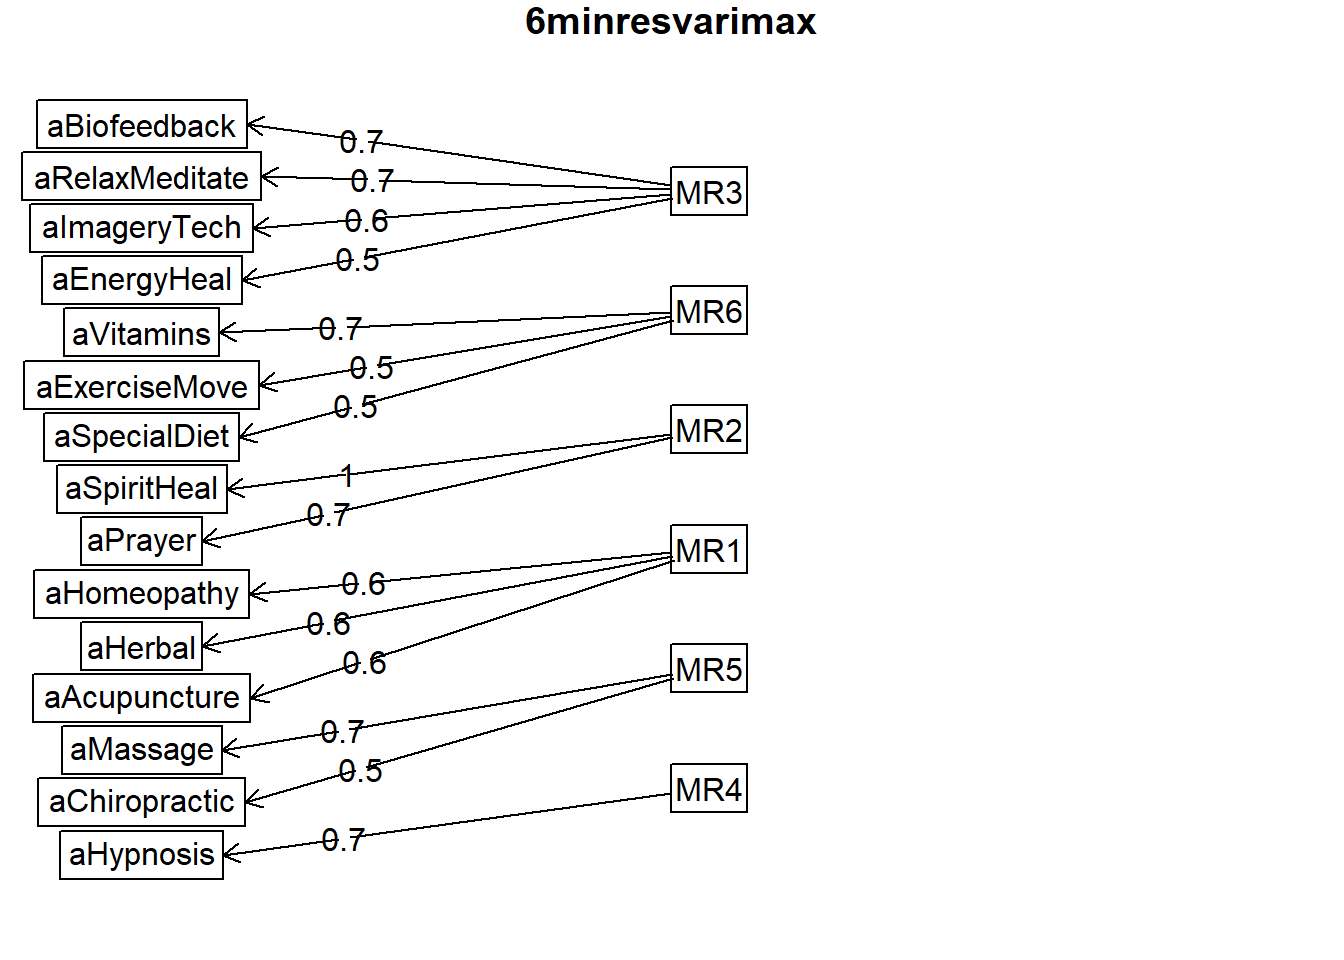 6minresvarimax
aBiofeedback
0.7
aRelaxMeditate
0.7
MR3
aImageryTech
0.6
aEnergyHeal
0.5
aVitamins
0.7
MR6
aExerciseMove
0.5
aSpecialDiet
0.5
MR2
aSpiritHeal
1
aPrayer
0.7
aHomeopathy
0.6
MR1
aHerbal
0.6
aAcupuncture
0.6
MR5
aMassage
0.7
aChiropractic
0.5
MR4
aHypnosis
0.7